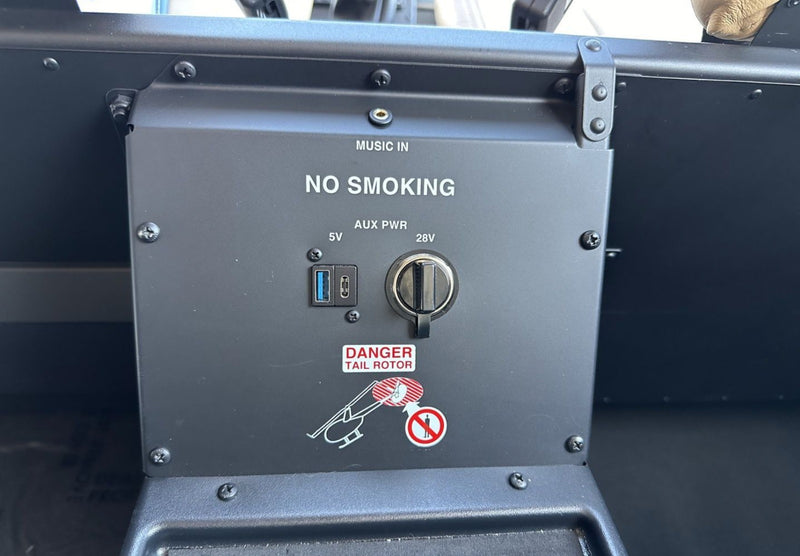 MUSIC IN
NO SMOKING
AUX PWR
5V 28V
DANGER
TAIL ROTOR